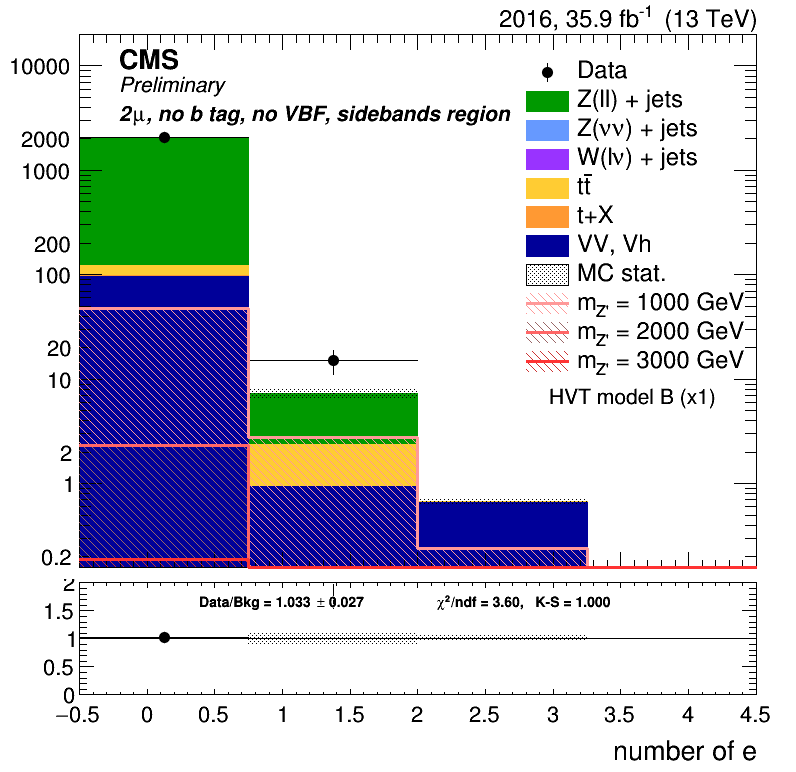 2016, 35.9 fb⁻¹ (13 TeV)
CMS
Preliminary
2μ, no b tag, no VBF, sidebands region
Data
Z(ll) + jets
Z(νν) + jets
W(lν) + jets
tt̄
t+X
VV, Vh
MC stat.
m_Z' = 1000 GeV
m_Z' = 2000 GeV
m_Z' = 3000 GeV
HVT model B (x1)
10000
2000
1000
200
100
20
10
2
1
0.2
Data/Bkg = 1.033 ± 0.027 χ²/ndf = 3.60, K-S = 1.000
2
1.5
1
0.5
0
−0.5 0 0.5 1 1.5 2 2.5 3 3.5 4 4.5
number of e